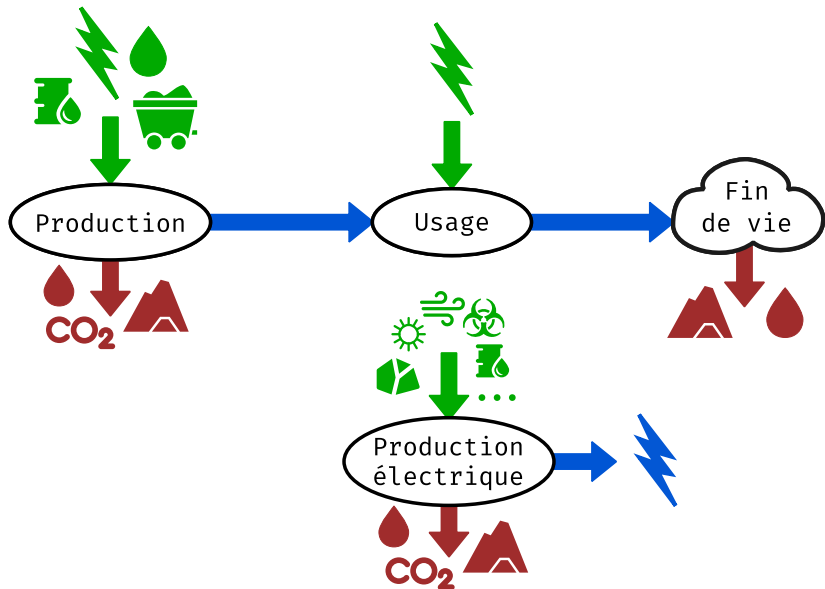 Production
Usage
Fin
de vie
CO2
Production
électrique
CO2